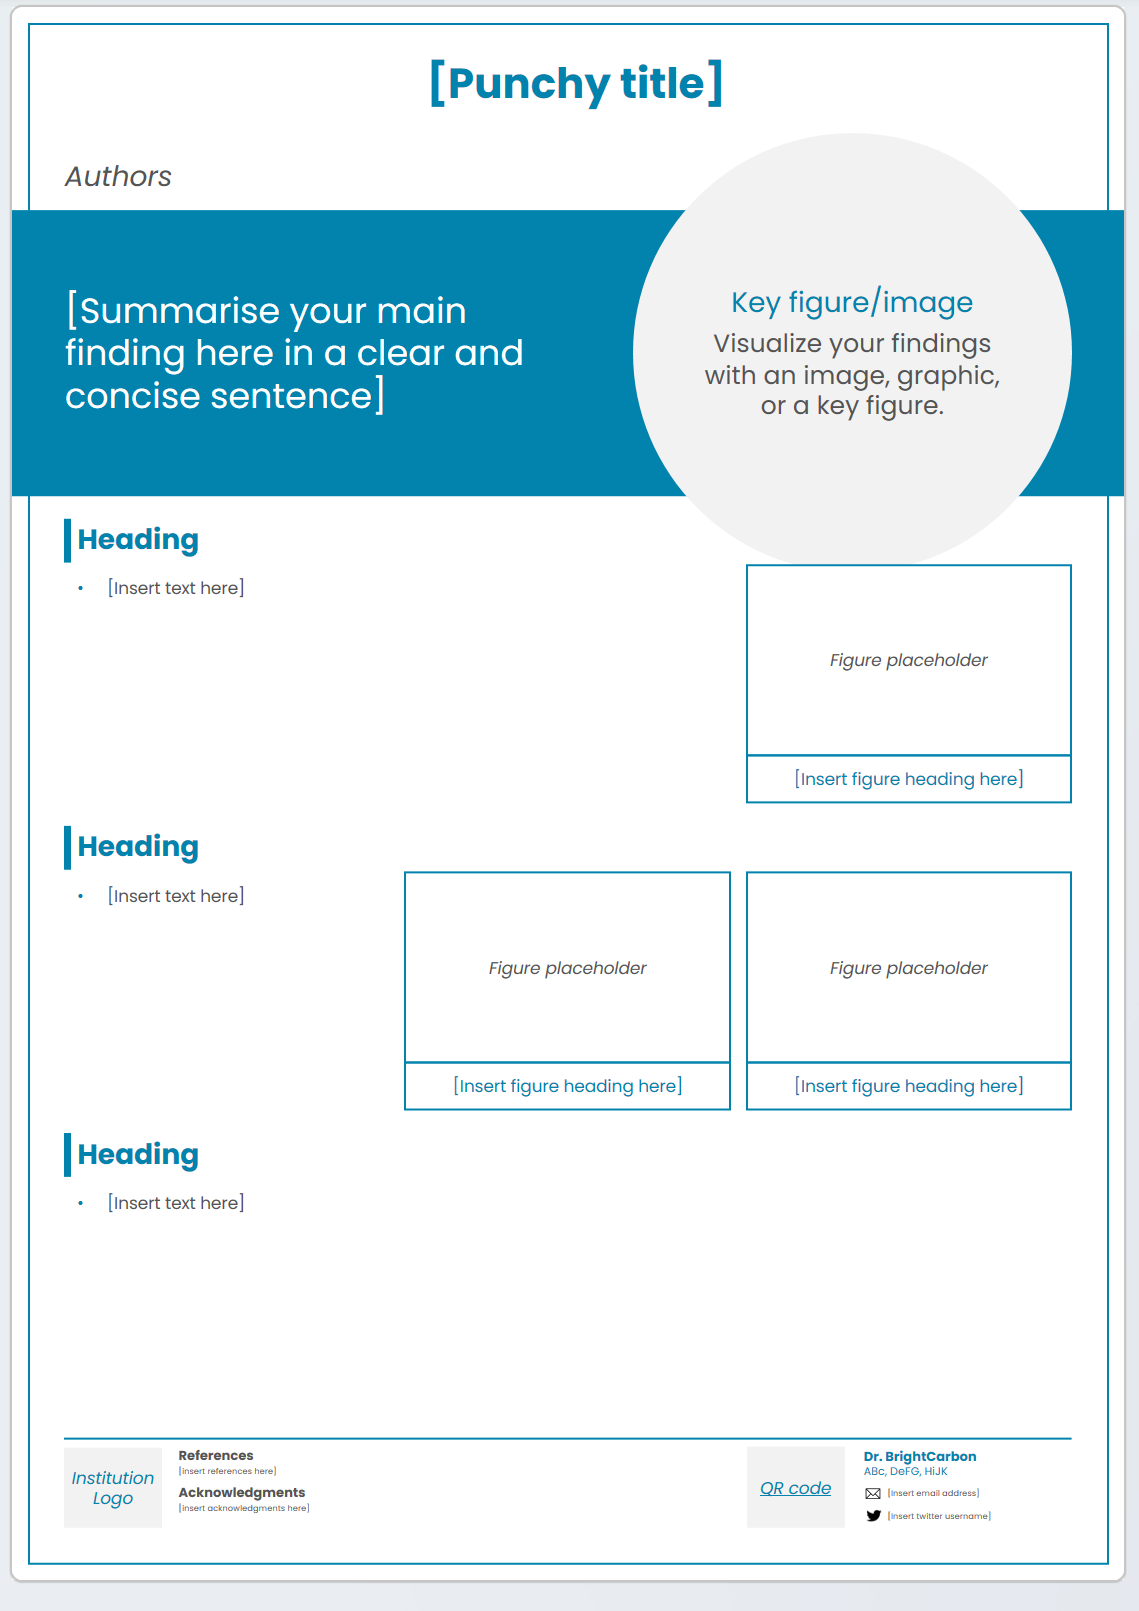 [Punchy title]
Authors
[Summarise your main
finding here in a clear and
concise sentence]
Key figure/image
Visualize your findings
with an image, graphic,
or a key figure.
Heading
• [Insert text here]
Figure placeholder
[Insert figure heading here]
Heading
• [Insert text here]
Figure placeholder
[Insert figure heading here]
Figure placeholder
[Insert figure heading here]
Heading
• [Insert text here]
Institution
Logo
References
[insert references here]
Acknowledgments
[insert acknowledgments here]
QR code
Dr. BrightCarbon
ABc, DeFG, HiJK
[Insert email address]
[Insert twitter username]